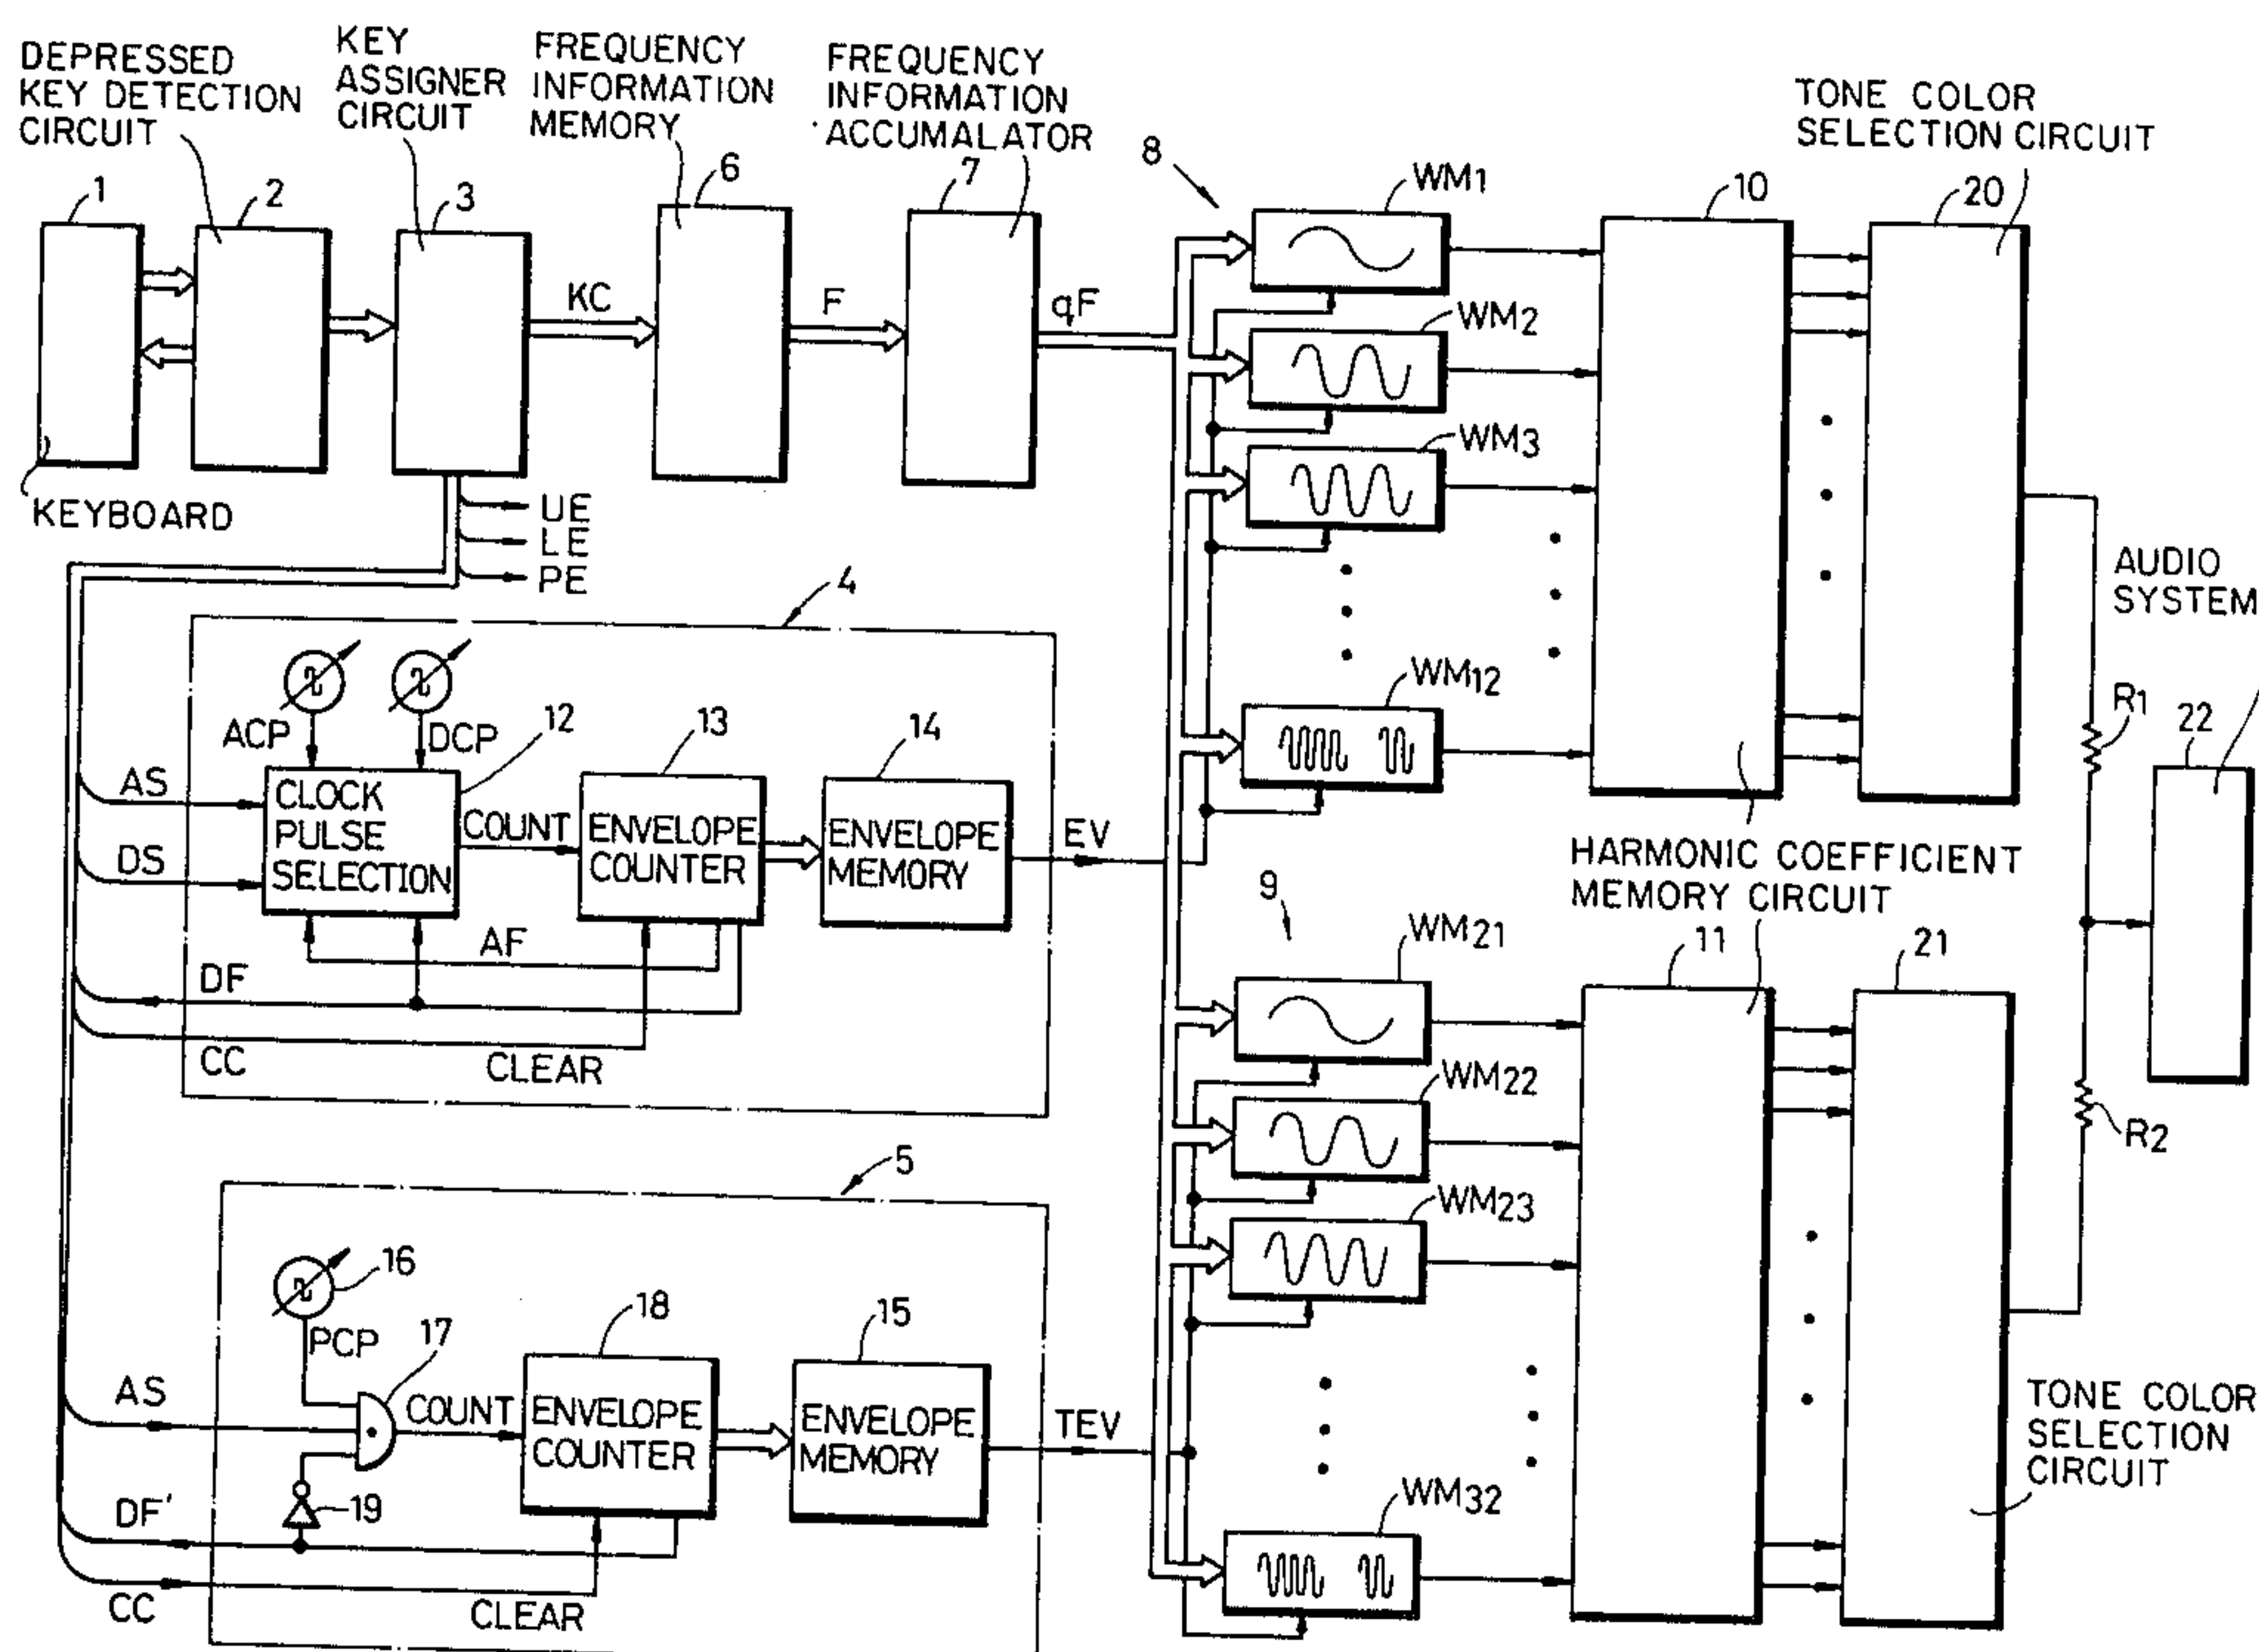 DEPRESSED
KEY DETECTION
CIRCUIT
KEY
ASSIGNER
CIRCUIT
FREQUENCY
INFORMATION
MEMORY
FREQUENCY
INFORMATION
ACCUMALATOR
TONE COLOR
SELECTION CIRCUIT
1
2
3
6
7
8
WM1
10
20
KC
F
qF
WM2
WM3
KEYBOARD
UE
LE
PE
4
AUDIO
SYSTEM
WM12
R1
22
ACP
DCP
12
13
14
AS
CLOCK
PULSE
SELECTION
COUNT
ENVELOPE
COUNTER
ENVELOPE
MEMORY
EV
DS
HARMONIC COEFFICIENT
MEMORY CIRCUIT
9
AF
DF
CC
CLEAR
WM21
11
21
WM22
R2
5
WM23
16
PCP
17
18
15
AS
COUNT
ENVELOPE
COUNTER
ENVELOPE
MEMORY
TEV
TONE COLOR
SELECTION
CIRCUIT
19
DF'
CC
CLEAR
WM32